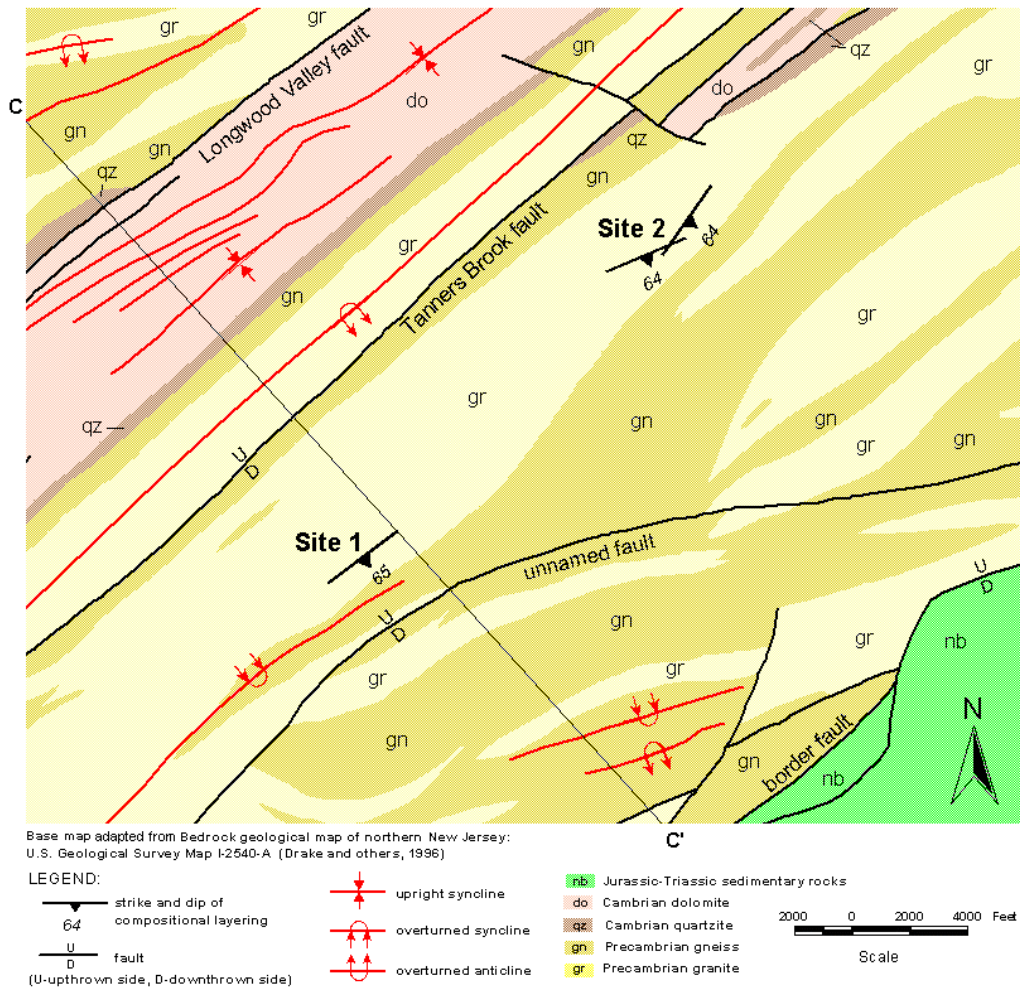 gr
gr
gn
qz
Longwood Valley fault
do
do
gr
C
gn
gn
qz
qz
gn
Site 2
64
64
gr
Tanners Brook fault
gn
gr
qz
gr
gn
gn
gr
gn
U
D
Site 1
65
unnamed fault
U
D
U
D
gn
gr
nb
gr
gr
N
gn
gn
border fault
nb
C'
Base map adapted from Bedrock geological map of northern New Jersey:
U.S. Geological Survey Map I-2540-A (Drake and others, 1996)
LEGEND:
64
strike and dip of
compositional layering
U
D
fault
(U-upthrown side, D-downthrown side)
upright syncline
overturned syncline
overturned anticline
nb Jurassic-Triassic sedimentary rocks
do Cambrian dolomite
qz Cambrian quartzite
gn Precambrian gneiss
gr Precambrian granite
2000 0 2000 4000 Feet
Scale